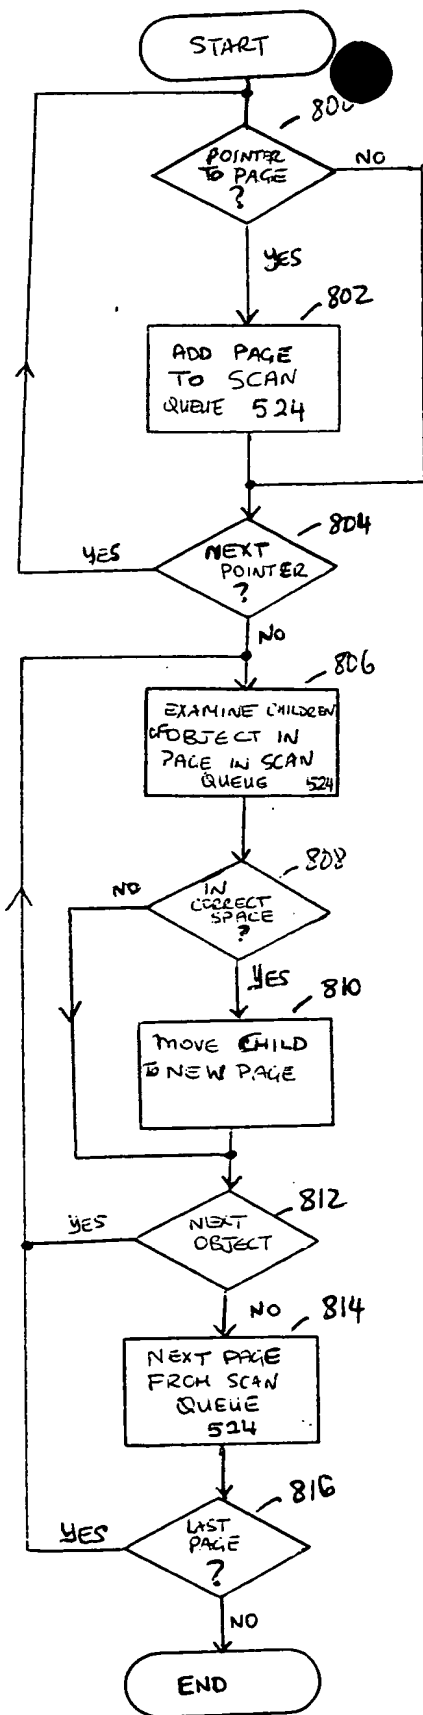 START
POINTER
TO PAGE
?
NO
YES
802
ADD PAGE
TO SCAN
QUEUE 524
804
YES
NEXT
POINTER
?
NO
806
EXAMINE CHILDREN
OF OBJECT IN
PAGE IN SCAN
QUEUE 524
808
NO
IN
CORRECT
SPACE
?
YES
810
MOVE CHILD
TO NEW PAGE
812
YES
NEXT
OBJECT
NO
814
NEXT PAGE
FROM SCAN
QUEUE
524
816
YES
LAST
PAGE
?
NO
END